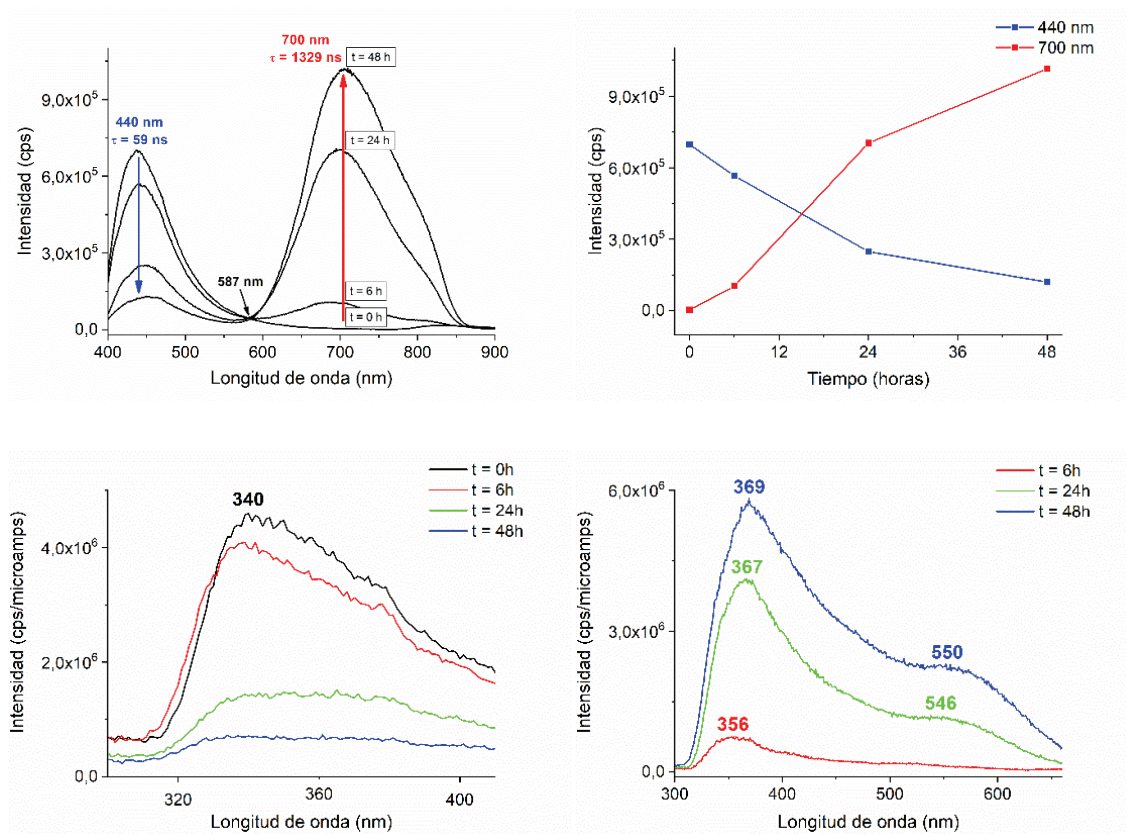 700 nm
τ = 1329 ns
t = 48 h
440 nm
τ = 59 ns
t = 24 h
587 nm
t = 6 h
t = 0 h
9,0x10⁵
6,0x10⁵
3,0x10⁵
0,0
Intensidad (cps)
400 500 600 700 800 900
Longitud de onda (nm)
440 nm
700 nm
9,0x10⁵
6,0x10⁵
3,0x10⁵
0,0
Intensidad (cps)
0 12 24 36 48
Tiempo (horas)
t = 0h
t = 6h
t = 24h
t = 48h
340
4,0x10⁶
2,0x10⁶
0,0
Intensidad (cps/microamps)
320 360 400
Longitud de onda (nm)
t = 6h
t = 24h
t = 48h
369
367
356
550
546
6,0x10⁶
3,0x10⁶
0,0
Intensidad (cps/microamps)
300 400 500 600
Longitud de onda (nm)